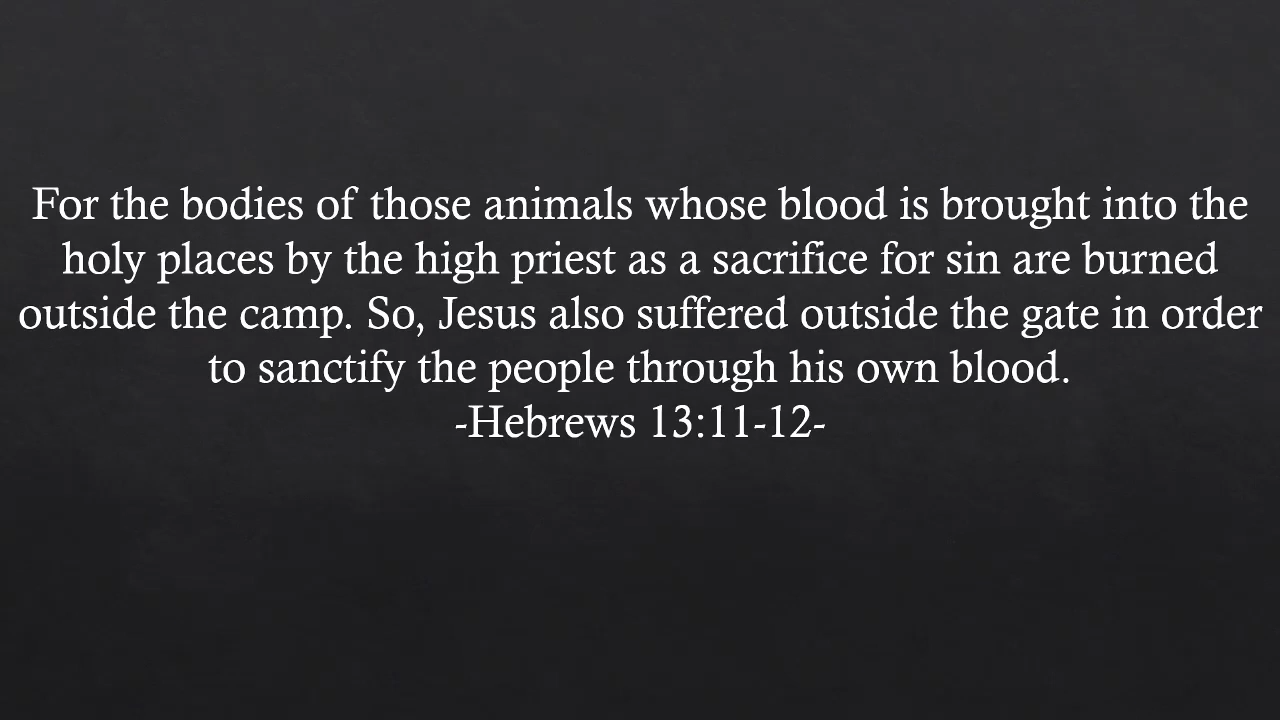 For the bodies of those animals whose blood is brought into the
holy places by the high priest as a sacrifice for sin are burned
outside the camp. So, Jesus also suffered outside the gate in order
to sanctify the people through his own blood.
-Hebrews 13:11-12-